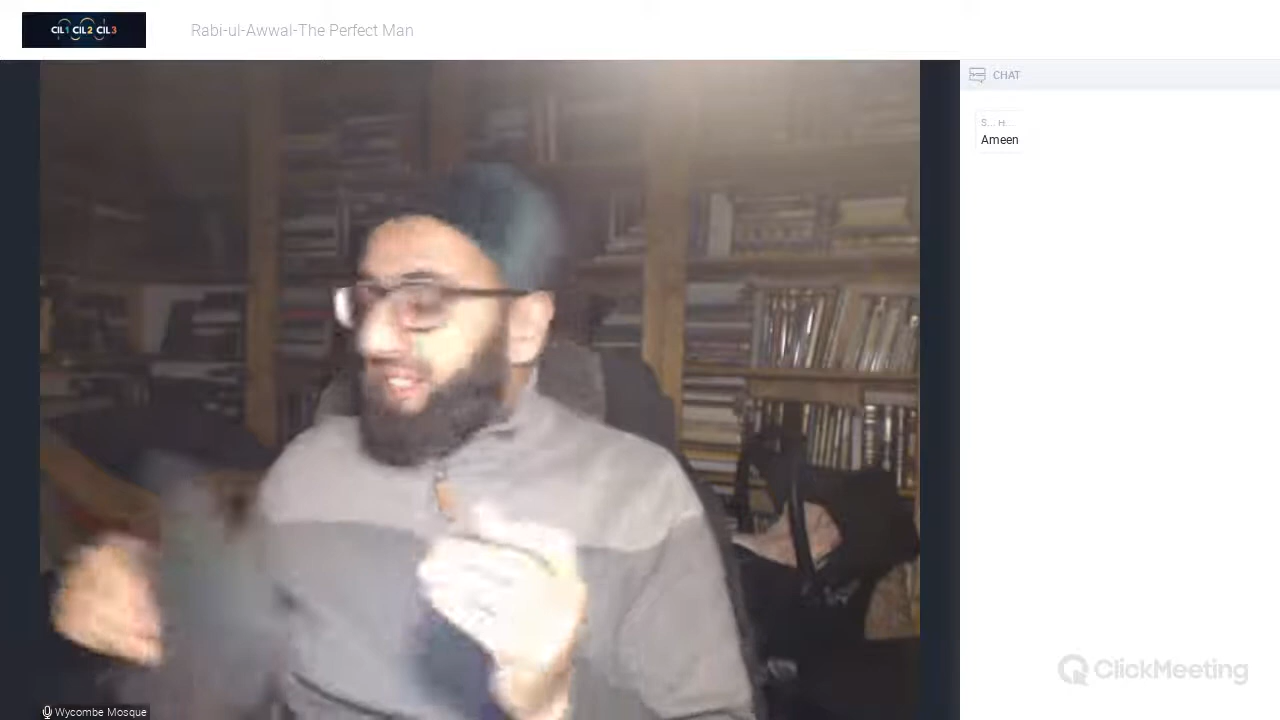 CIL1 CIL2 CIL3
Rabi-ul-Awwal-The Perfect Man
CHAT
S... H...
Ameen
ClickMeeting
Wycombe Mosque